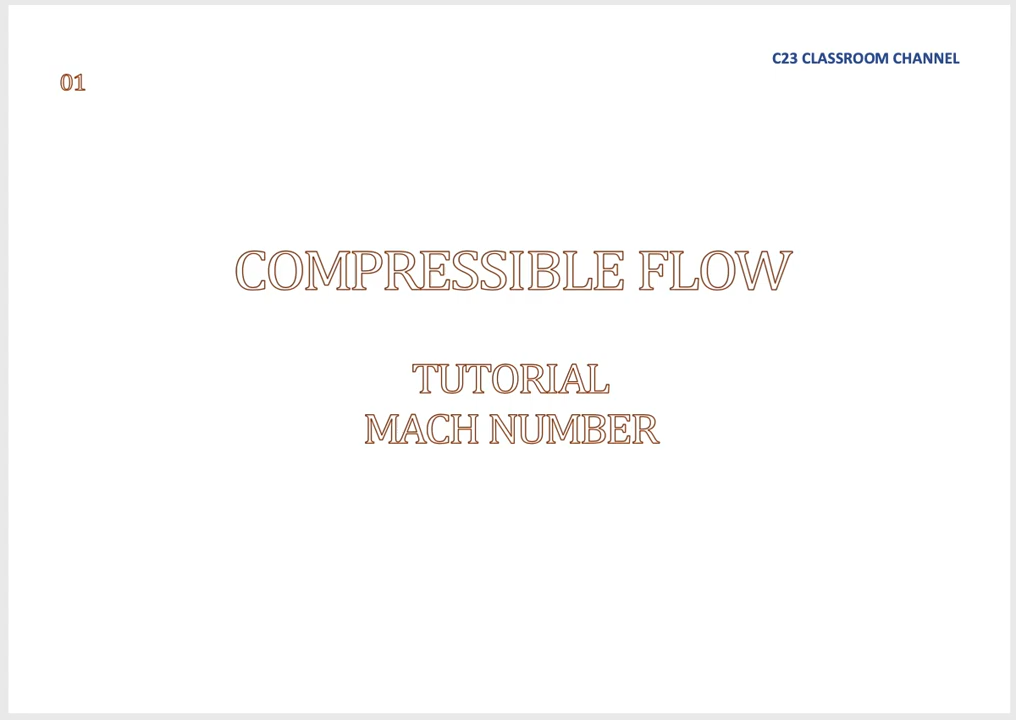 C23 CLASSROOM CHANNEL
01
COMPRESSIBLE FLOW
TUTORIAL
MACH NUMBER